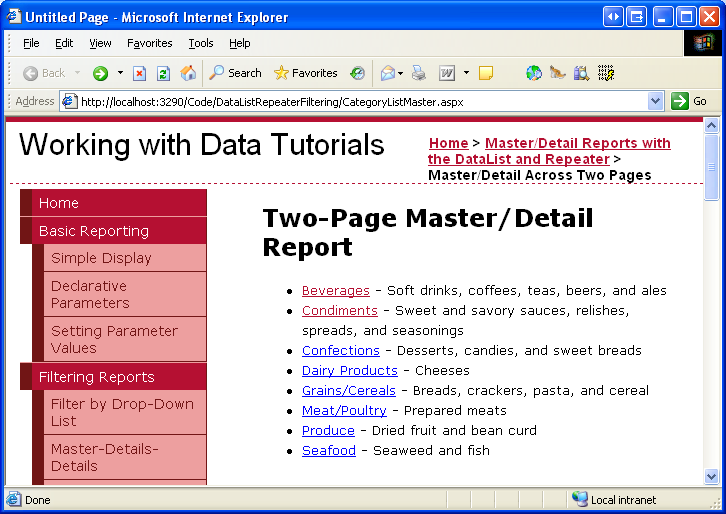 Untitled Page - Microsoft Internet Explorer
File Edit View Favorites Tools Help
Back Search Favorites
Address http://localhost:3290/Code/DataListRepeaterFiltering/CategoryListMaster.aspx Go
Working with Data Tutorials
Home > Master/Detail Reports with
the DataList and Repeater >
Master/Detail Across Two Pages
Home
Basic Reporting
Simple Display
Declarative
Parameters
Setting Parameter
Values
Filtering Reports
Filter by Drop-Down
List
Master-Details-
Details
Two-Page Master/Detail
Report
• Beverages - Soft drinks, coffees, teas, beers, and ales
• Condiments - Sweet and savory sauces, relishes,
spreads, and seasonings
• Confections - Desserts, candies, and sweet breads
• Dairy Products - Cheeses
• Grains/Cereals - Breads, crackers, pasta, and cereal
• Meat/Poultry - Prepared meats
• Produce - Dried fruit and bean curd
• Seafood - Seaweed and fish
Done Local intranet